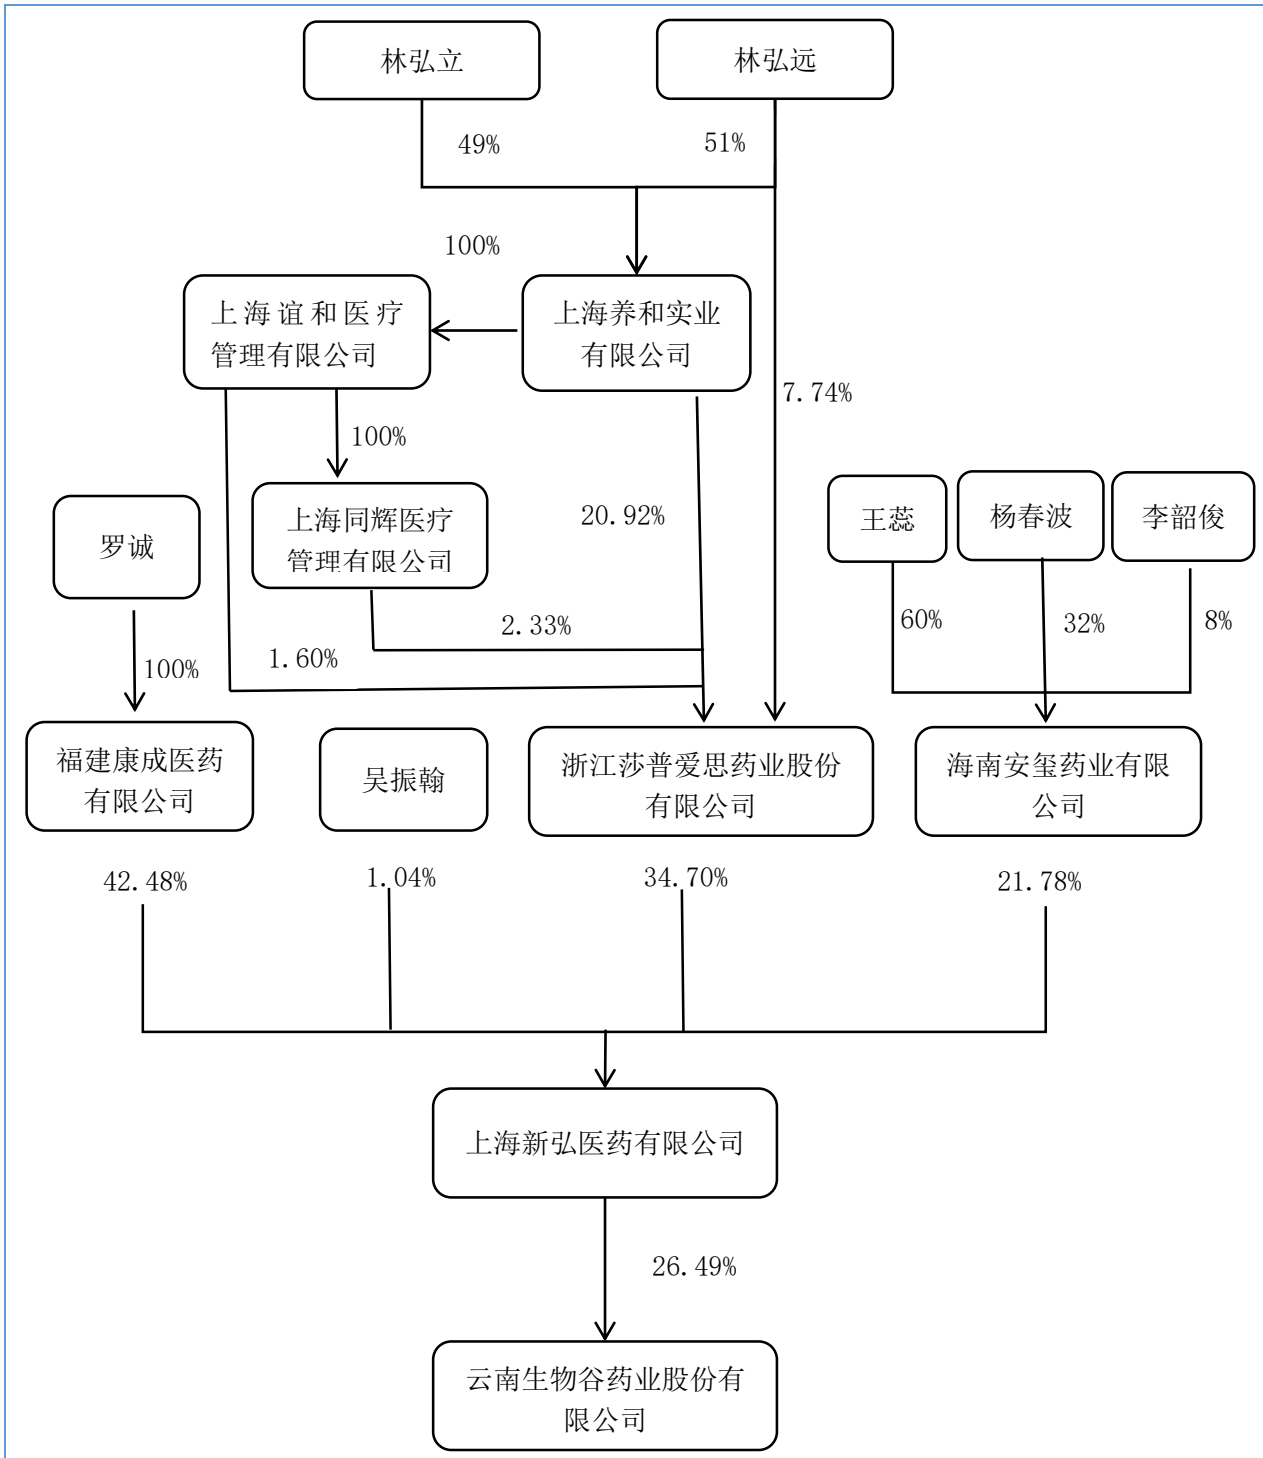 林弘立
林弘远
49%
51%
100%
上海谊和医疗
管理有限公司
上海养和实业
有限公司
7.74%
100%
罗诚
上海同辉医疗
管理有限公司
20.92%
王蕊
杨春波
李韶俊
2.33%
60%
32%
8%
1.60%
100%
福建康成医药
有限公司
吴振翰
浙江莎普爱思药业股份
有限公司
海南安玺药业有限
公司
42.48%
1.04%
34.70%
21.78%
上海新弘医药有限公司
26.49%
云南生物谷药业股份有
限公司